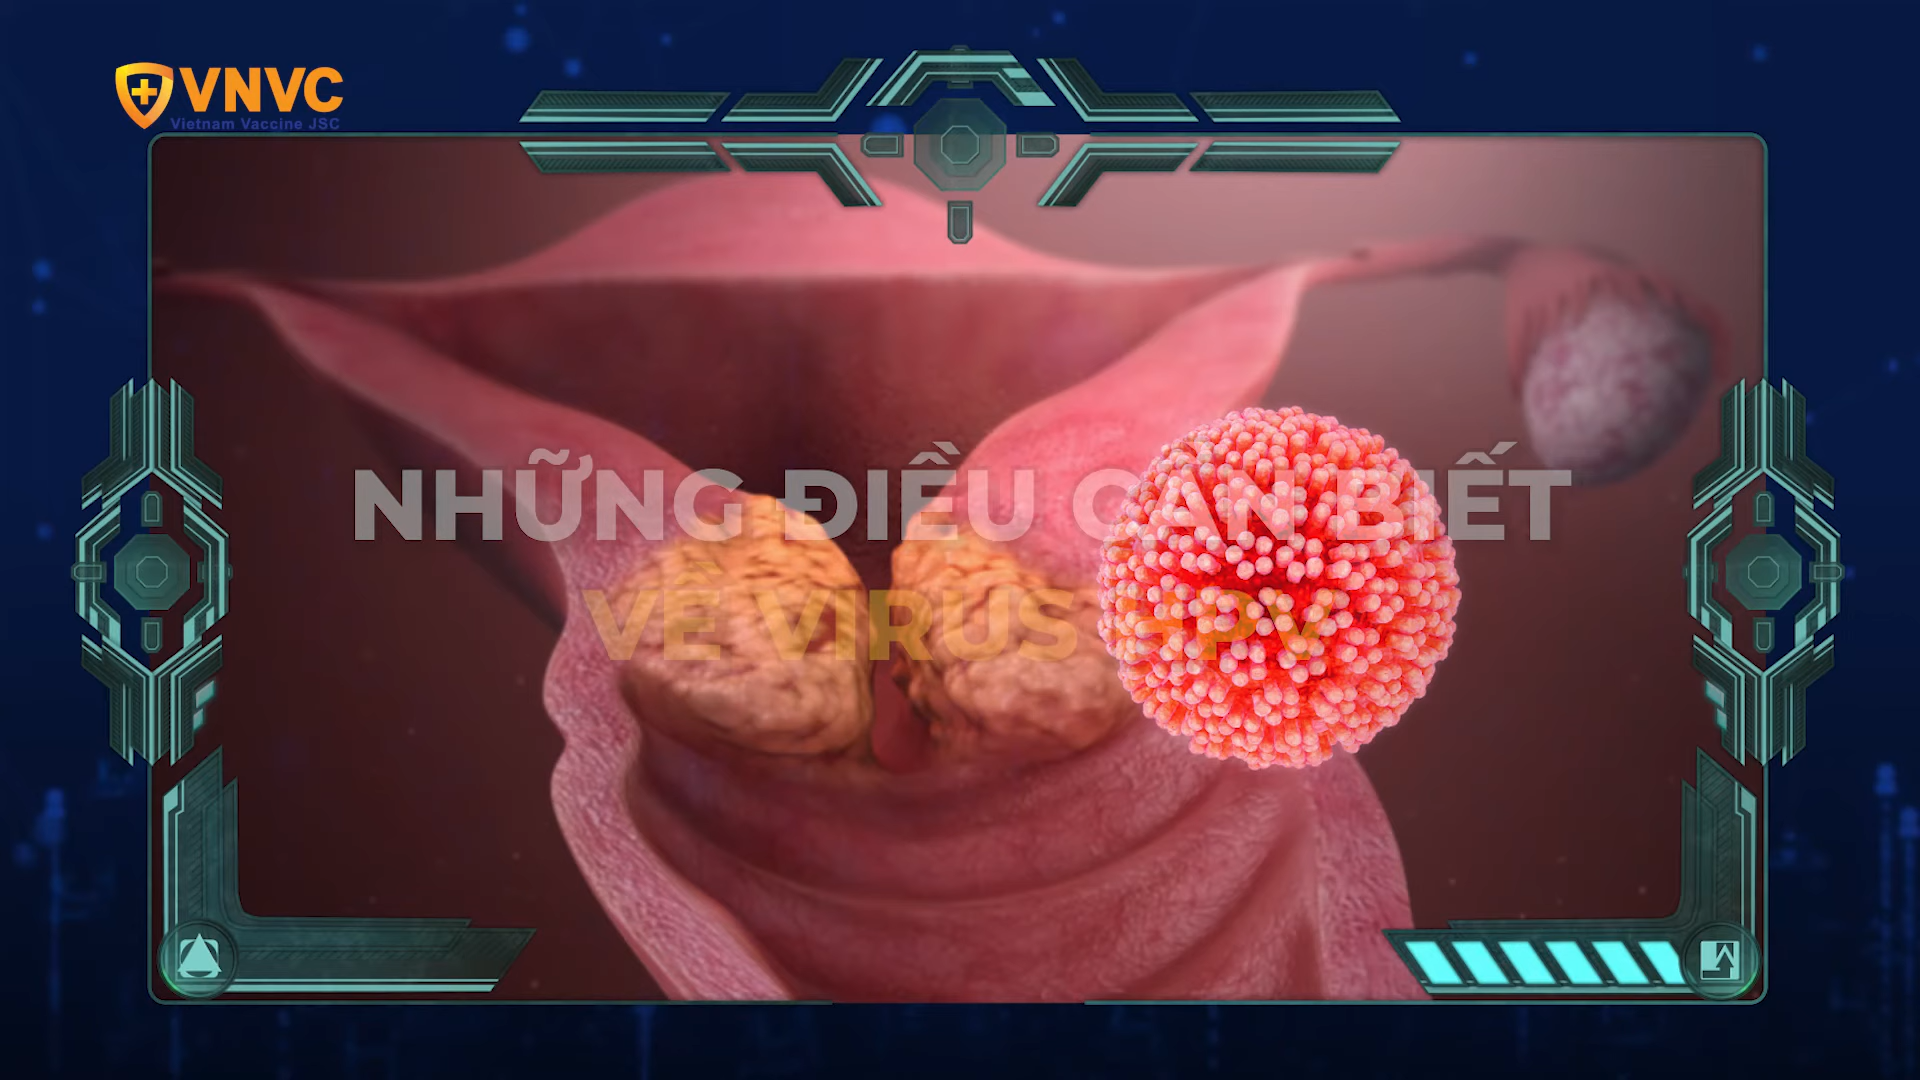 VNVC
Vietnam Vaccine JSC
NHỮNG ĐIỀU CẦN BIẾT
VỀ VIRUS HPV